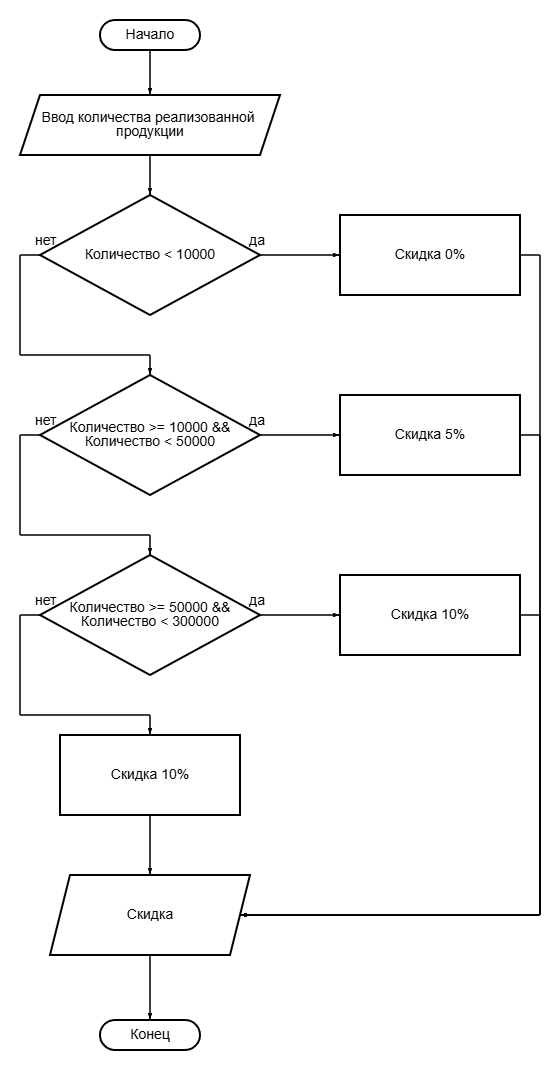 Начало
Ввод количества реализованной
продукции
нет
Количество < 10000
да
Скидка 0%
нет
Количество >= 10000 &&
Количество < 50000
да
Скидка 5%
нет
Количество >= 50000 &&
Количество < 300000
да
Скидка 10%
Скидка 10%
Скидка
Конец